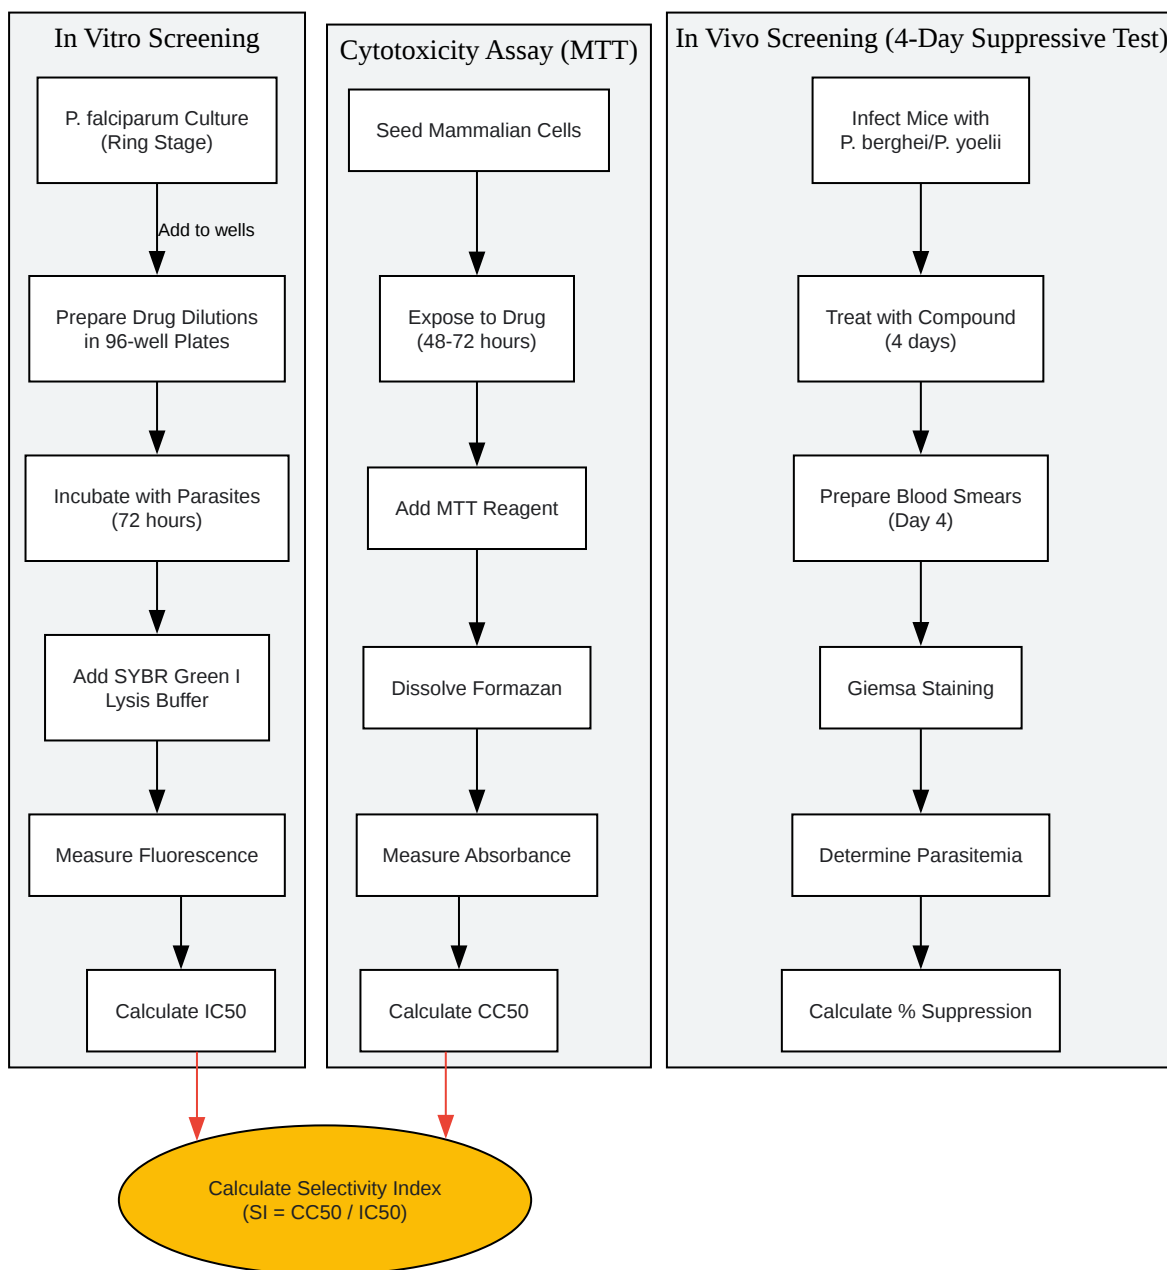 In Vitro Screening
P. falciparum Culture
(Ring Stage)
Add to wells
Prepare Drug Dilutions
in 96-well Plates
Incubate with Parasites
(72 hours)
Add SYBR Green I
Lysis Buffer
Measure Fluorescence
Calculate IC50
Cytotoxicity Assay (MTT)
Seed Mammalian Cells
Expose to Drug
(48-72 hours)
Add MTT Reagent
Dissolve Formazan
Measure Absorbance
Calculate CC50
In Vivo Screening (4-Day Suppressive Test)
Infect Mice with
P. berghei/P. yoelii
Treat with Compound
(4 days)
Prepare Blood Smears
(Day 4)
Giemsa Staining
Determine Parasitemia
Calculate % Suppression
Calculate Selectivity Index
(SI = CC50 / IC50)